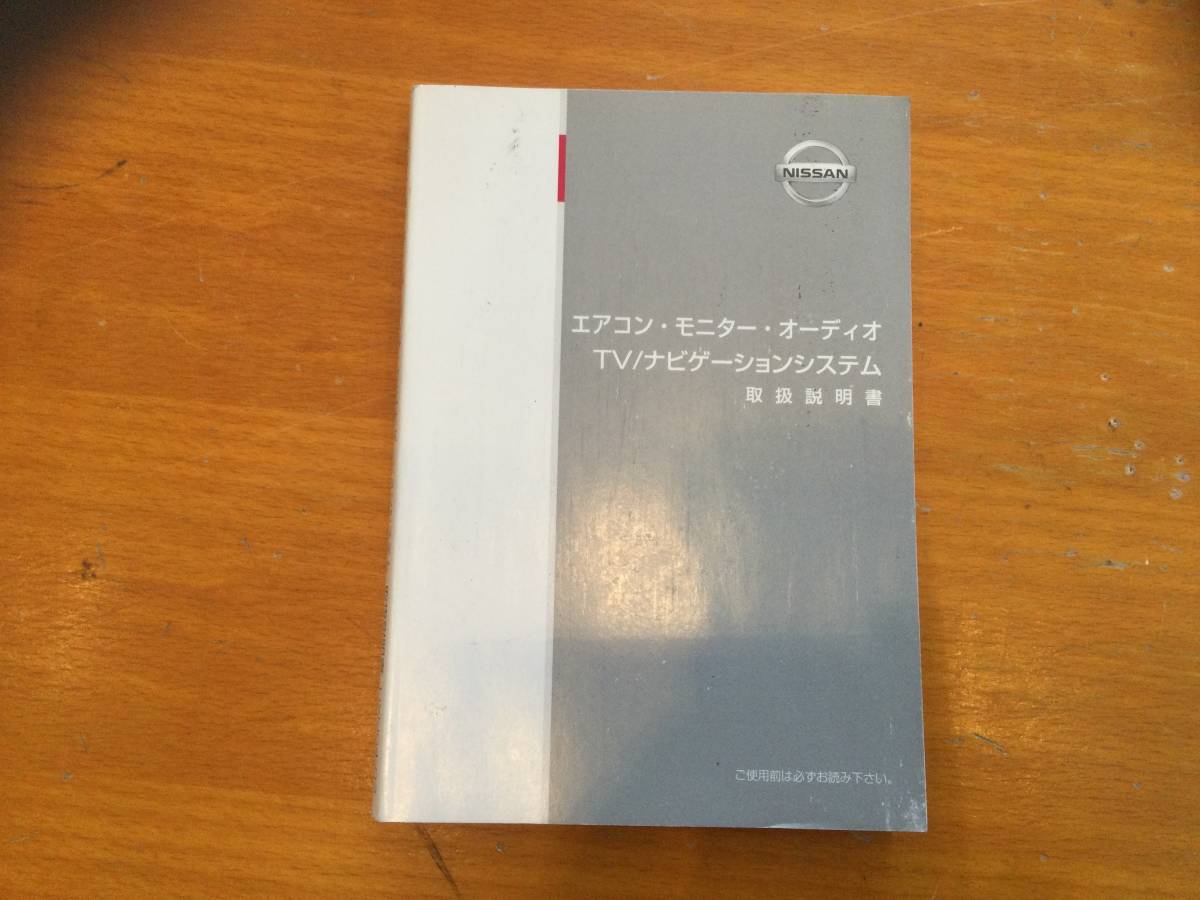 NISSAN
エアコン・モニター・オーディオ
TV/ナビゲーションシステム
取扱説明書
ご使用前は必ずお読み下さい。